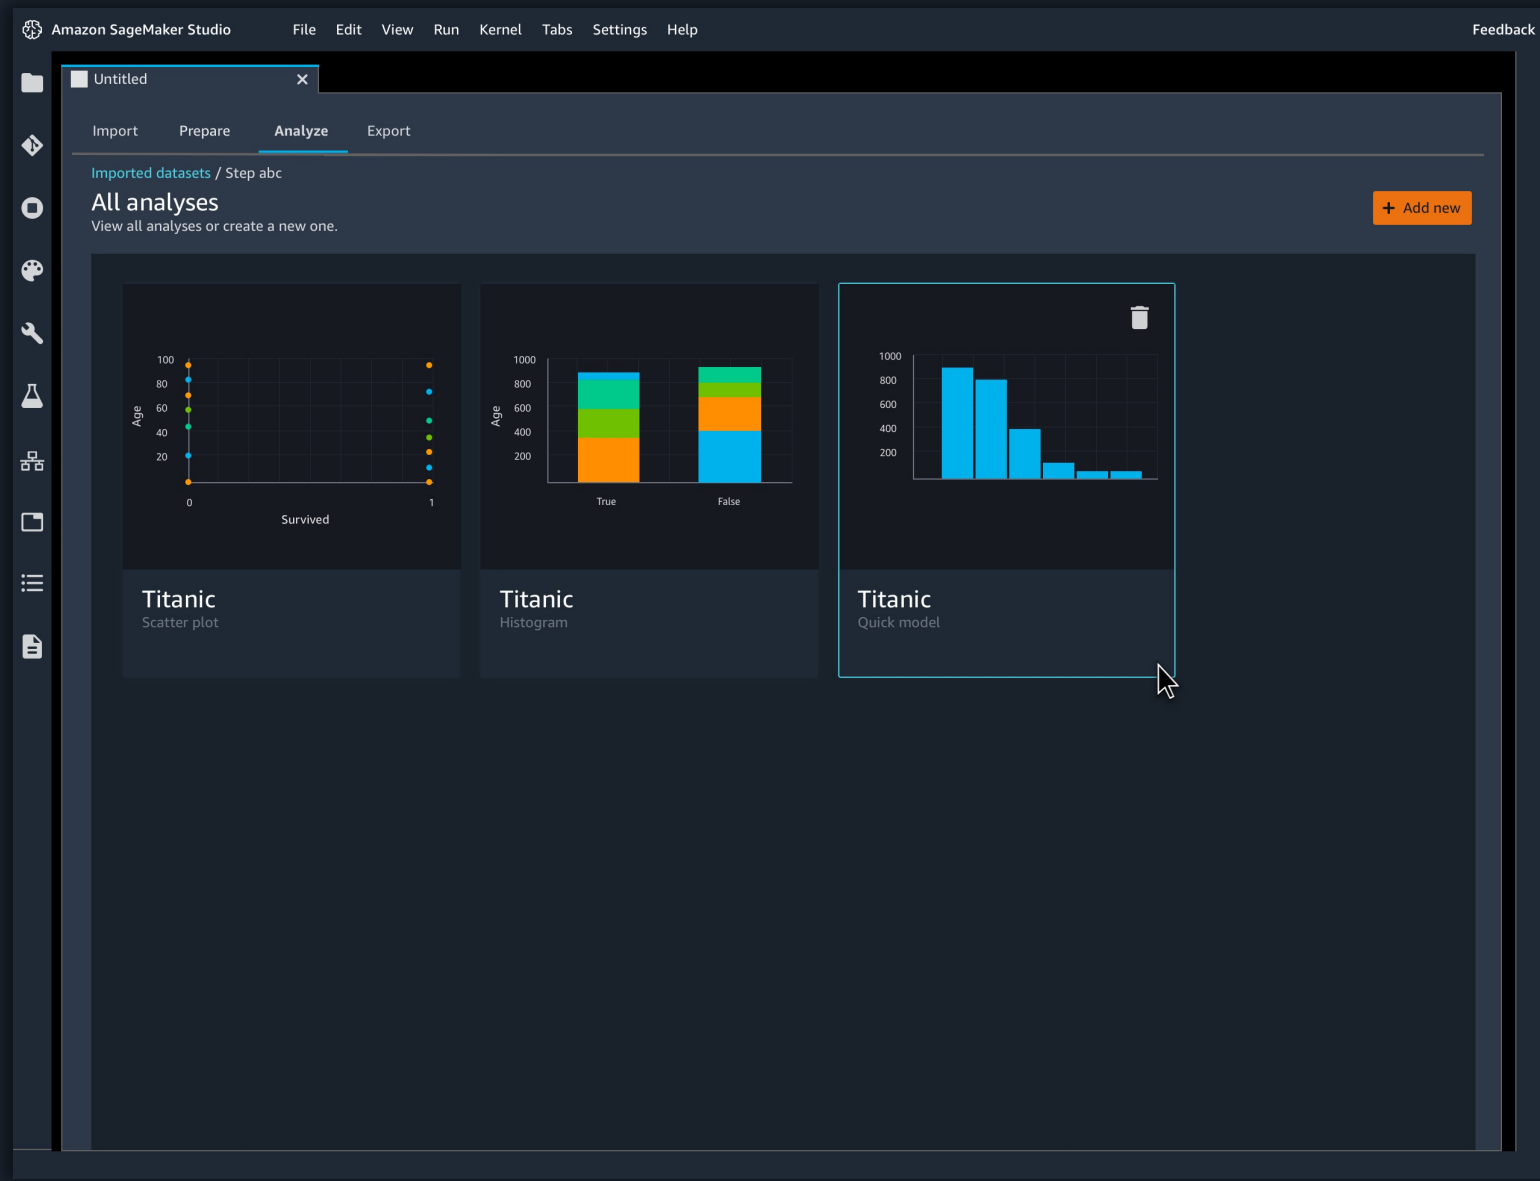 Amazon SageMaker Studio File Edit View Run Kernel Tabs Settings Help Feedback
Untitled
Import Prepare Analyze Export
Imported datasets / Step abc
All analyses
View all analyses or create a new one.
+ Add new
100
80
60
40
20
Age
0 1
Survived
Titanic
Scatter plot
1000
800
600
400
200
Age
True False
Titanic
Histogram
1000
800
600
400
200
Titanic
Quick model